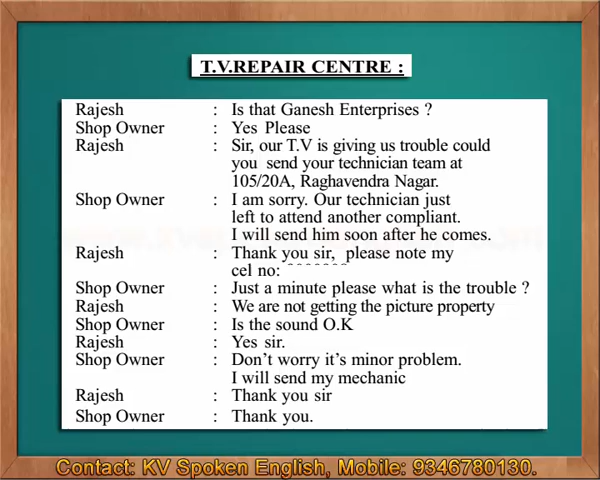 T.V.REPAIR CENTRE :
Rajesh : Is that Ganesh Enterprises ?
Shop Owner : Yes Please
Rajesh : Sir, our T.V is giving us trouble could
you send your technician team at
105/20A, Raghavendra Nagar.
Shop Owner : I am sorry. Our technician just
left to attend another compliant.
I will send him soon after he comes.
Rajesh : Thank you sir, please note my
cel no:
Shop Owner : Just a minute please what is the trouble ?
Rajesh : We are not getting the picture property
Shop Owner : Is the sound O.K
Rajesh : Yes sir.
Shop Owner : Don't worry it's minor problem.
I will send my mechanic
Rajesh : Thank you sir
Shop Owner : Thank you.
Contact: KV Spoken English, Mobile: 9346780130.